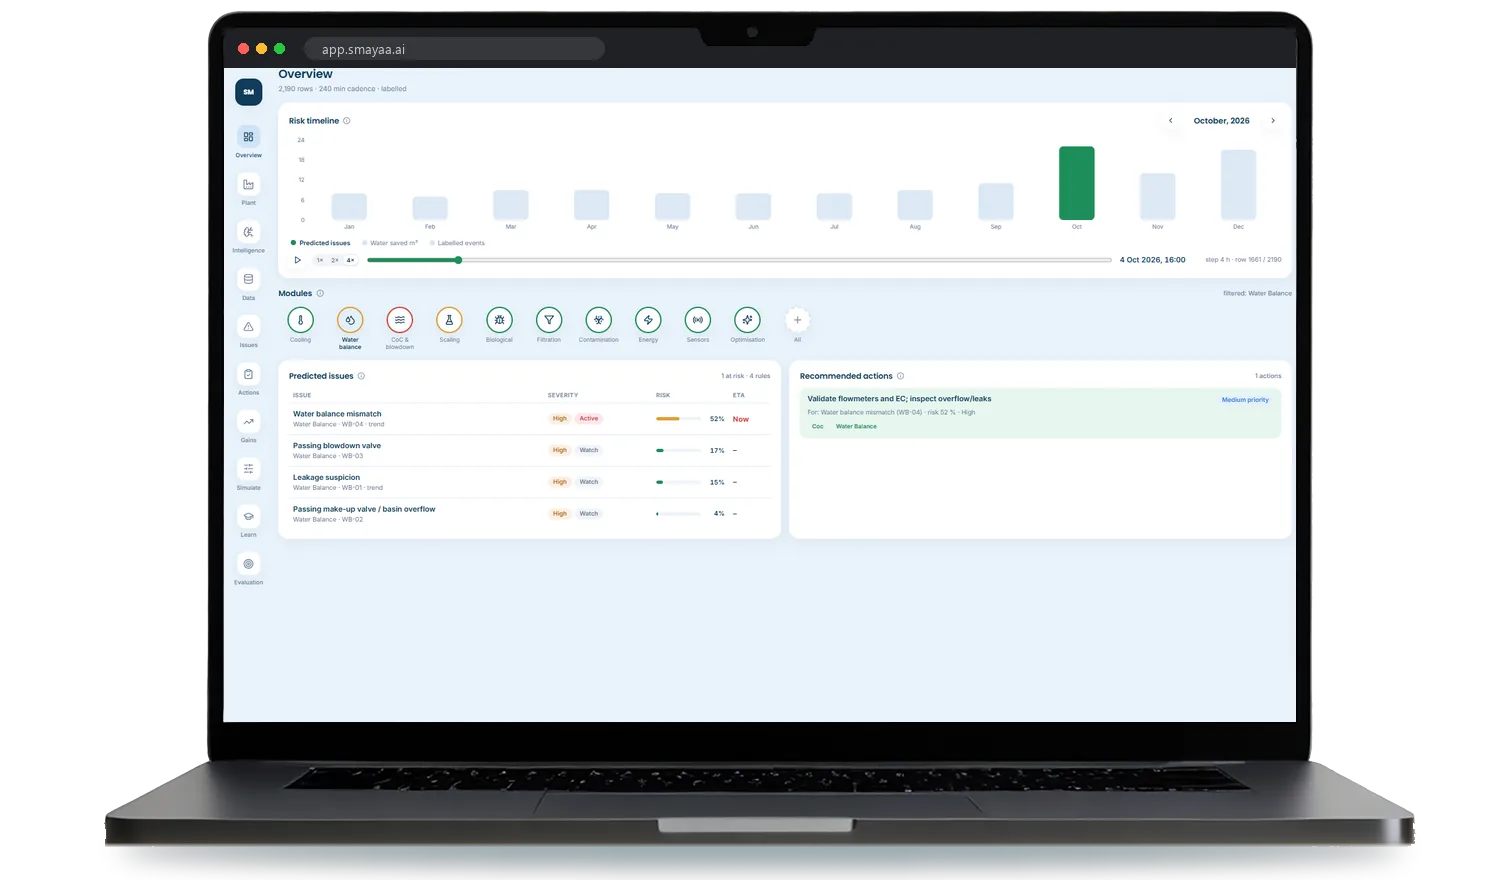 app.smayaa.ai
SM
Overview
2,190 rows · 240 min cadence · labelled
Risk timeline
October, 2026
24
18
12
6
0
Jan Feb Mar Apr May Jun Jul Aug Sep Oct Nov Dec
Predicted issues Water saved m³ Labelled events
1× 2× 4×
4 Oct 2026, 16:00
step 4 h · row 1661 / 2190
Overview
Plant
Intelligence
Data
Issues
Actions
Gains
Simulate
Learn
Evaluation
Modules
filtered: Water Balance
Cooling
Water
balance
CoC &
blowdown
Scaling
Biological
Filtration
Contamination
Energy
Sensors
Optimisation
All
Predicted issues
1 at risk · 4 rules
ISSUE SEVERITY RISK ETA
Water balance mismatch High Active 52% Now
Water Balance · WB-04 · trend
Passing blowdown valve High Watch 17% –
Water Balance · WB-03
Leakage suspicion High Watch 15% –
Water Balance · WB-01 · trend
Passing make-up valve / basin overflow High Watch 4% –
Water Balance · WB-02
Recommended actions
1 actions
Validate flowmeters and EC; inspect overflow/leaks
Medium priority
For: Water balance mismatch (WB-04) · risk 52 % · High
Coc Water Balance